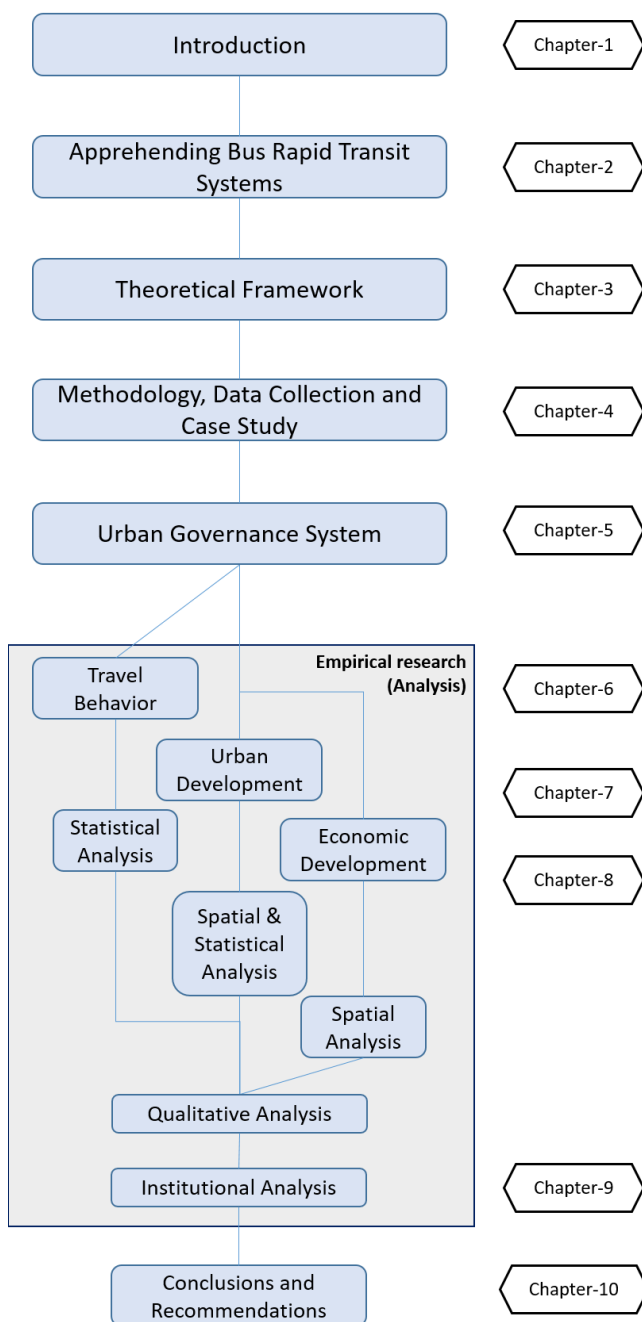 Introduction
Chapter-1
Apprehending Bus Rapid Transit
Systems
Chapter-2
Theoretical Framework
Chapter-3
Methodology, Data Collection and
Case Study
Chapter-4
Urban Governance System
Chapter-5
Empirical research
(Analysis)
Travel
Behavior
Chapter-6
Urban
Development
Chapter-7
Statistical
Analysis
Economic
Development
Chapter-8
Spatial &
Statistical
Analysis
Spatial
Analysis
Qualitative Analysis
Institutional Analysis
Chapter-9
Conclusions and
Recommendations
Chapter-10